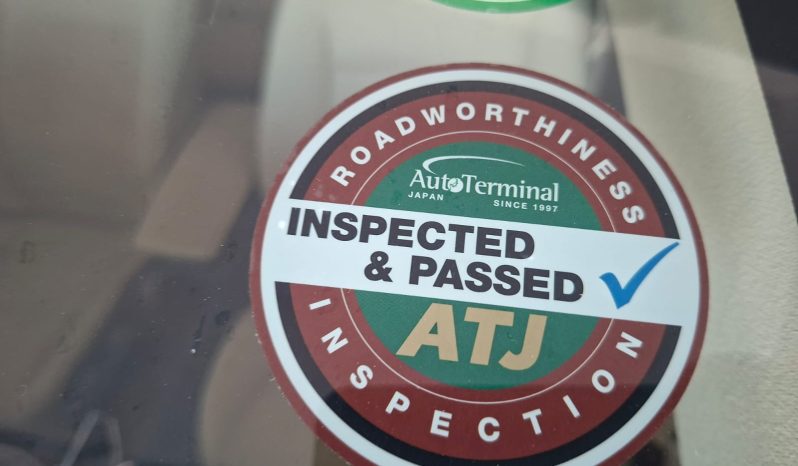 ROADWORTHINESS
AutoTerminal
JAPAN SINCE 1997
INSPECTED
& PASSED
ATJ
INSPECTION